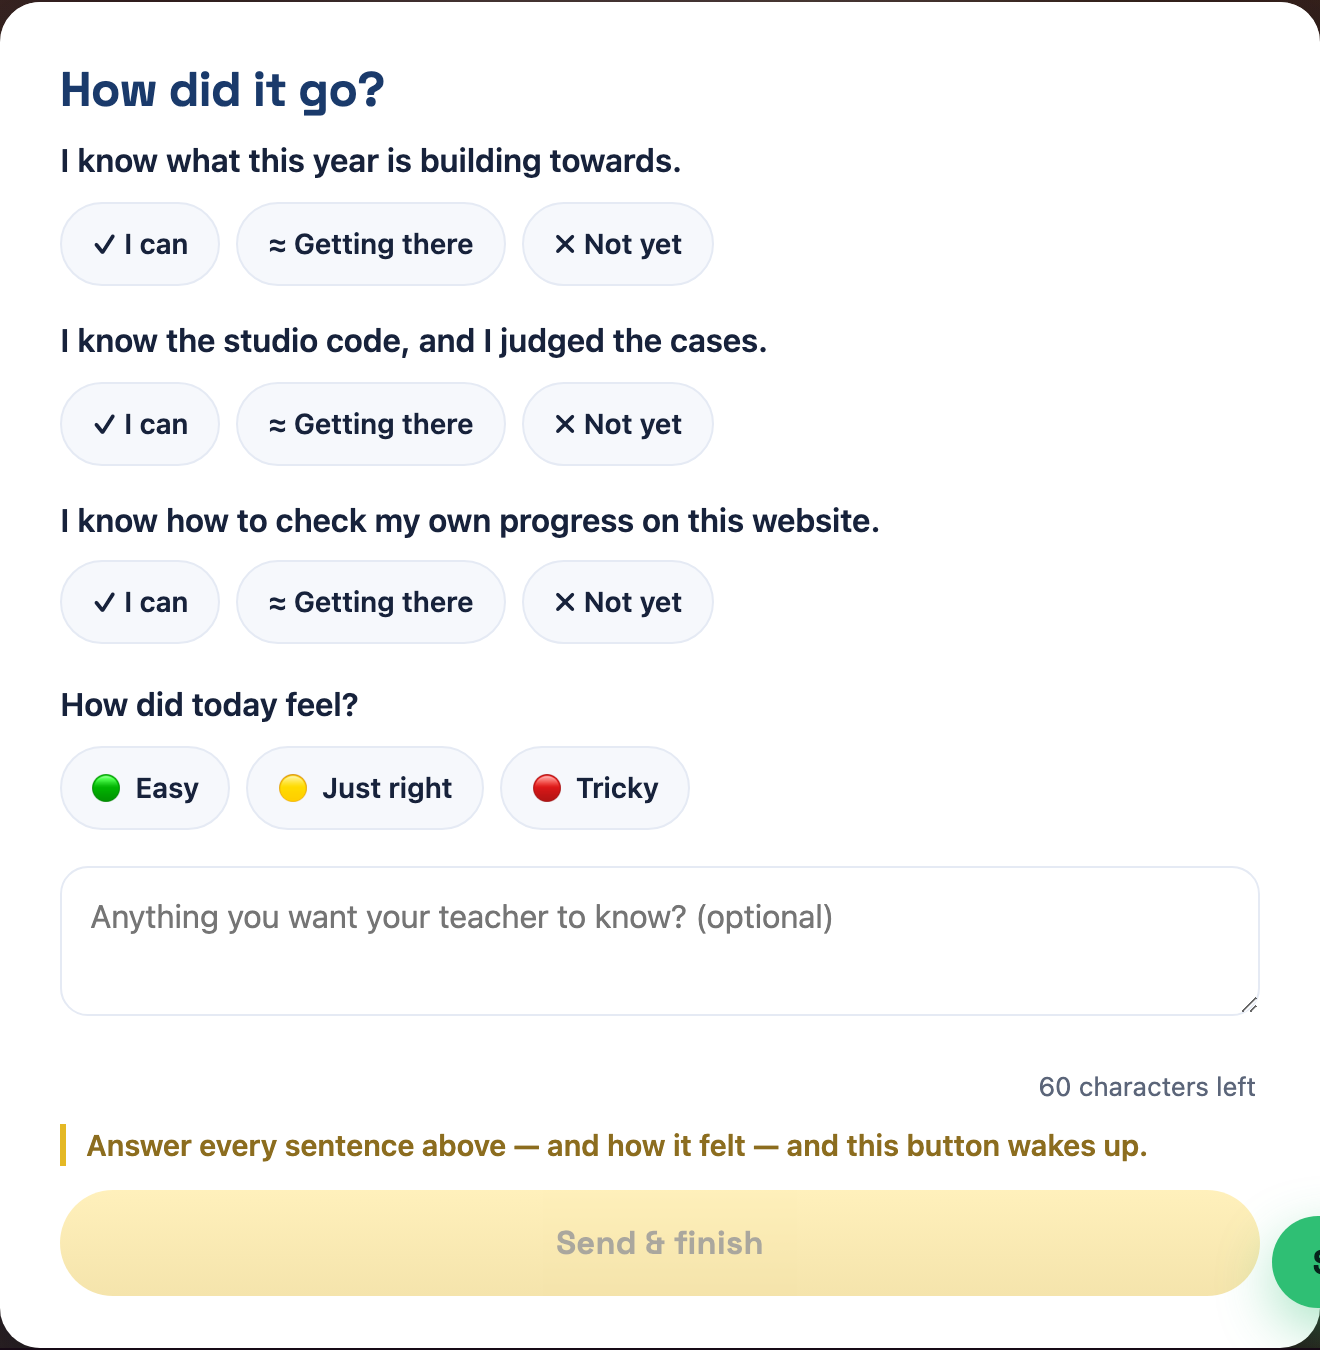 How did it go?
I know what this year is building towards.
✓ I can ≈ Getting there ✕ Not yet
I know the studio code, and I judged the cases.
✓ I can ≈ Getting there ✕ Not yet
I know how to check my own progress on this website.
✓ I can ≈ Getting there ✕ Not yet
How did today feel?
Easy Just right Tricky
Anything you want your teacher to know? (optional)
60 characters left
Answer every sentence above — and how it felt — and this button wakes up.
Send & finish